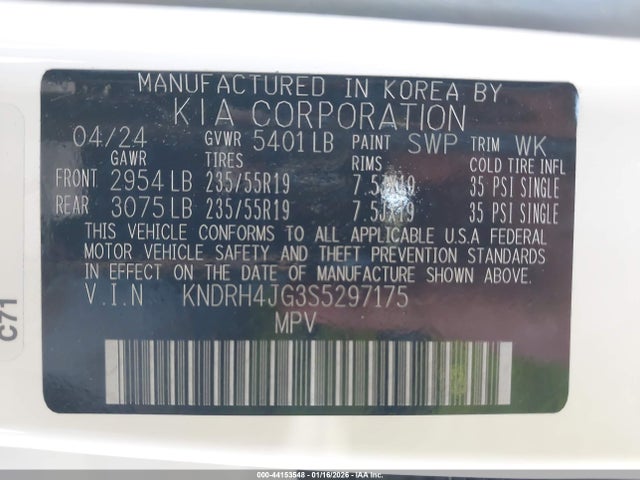 MANUFACTURED IN KOREA BY
KIA CORPORATION
04/24 GVWR 5401 LB PAINT SWP TRIM WK
GAWR TIRES RIMS COLD TIRE INFL
FRONT 2954 LB 235/55R19 7.5JX19 35 PSI SINGLE
REAR 3075 LB 235/55R19 7.5JX19 35 PSI SINGLE
THIS VEHICLE CONFORMS TO ALL APPLICABLE U.S.A FEDERAL
MOTOR VEHICLE SAFETY AND THEFT PREVENTION STANDARDS
IN EFFECT ON THE DATE OF MANUFACTURE SHOWN ABOVE.
V.I.N KNDRH4JG3S5297175
MPV
C71
000-44153548 - 01/16/2026 - IAA Inc.